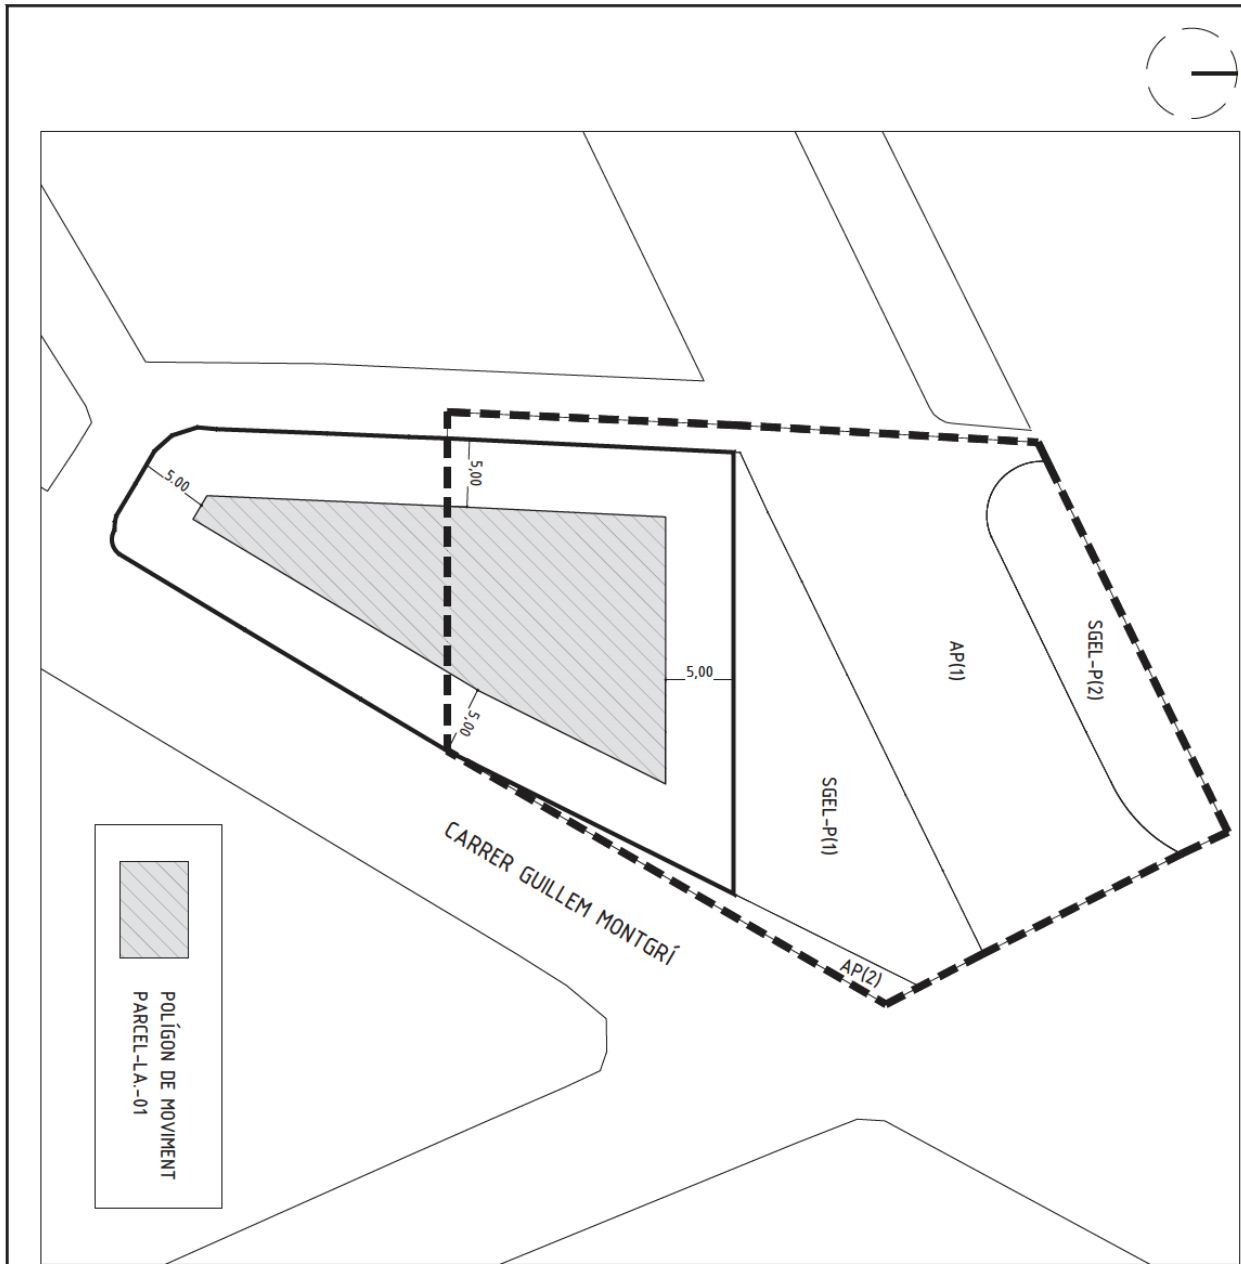 5,00
5,00
5,00
5,00
AP(1)
SGEL-P(2)
SGEL-P(1)
AP(2)
CARRER GUILLEM MONTGRÍ
POLÍGON DE MOVIMENT
PARCEL-LA.-01